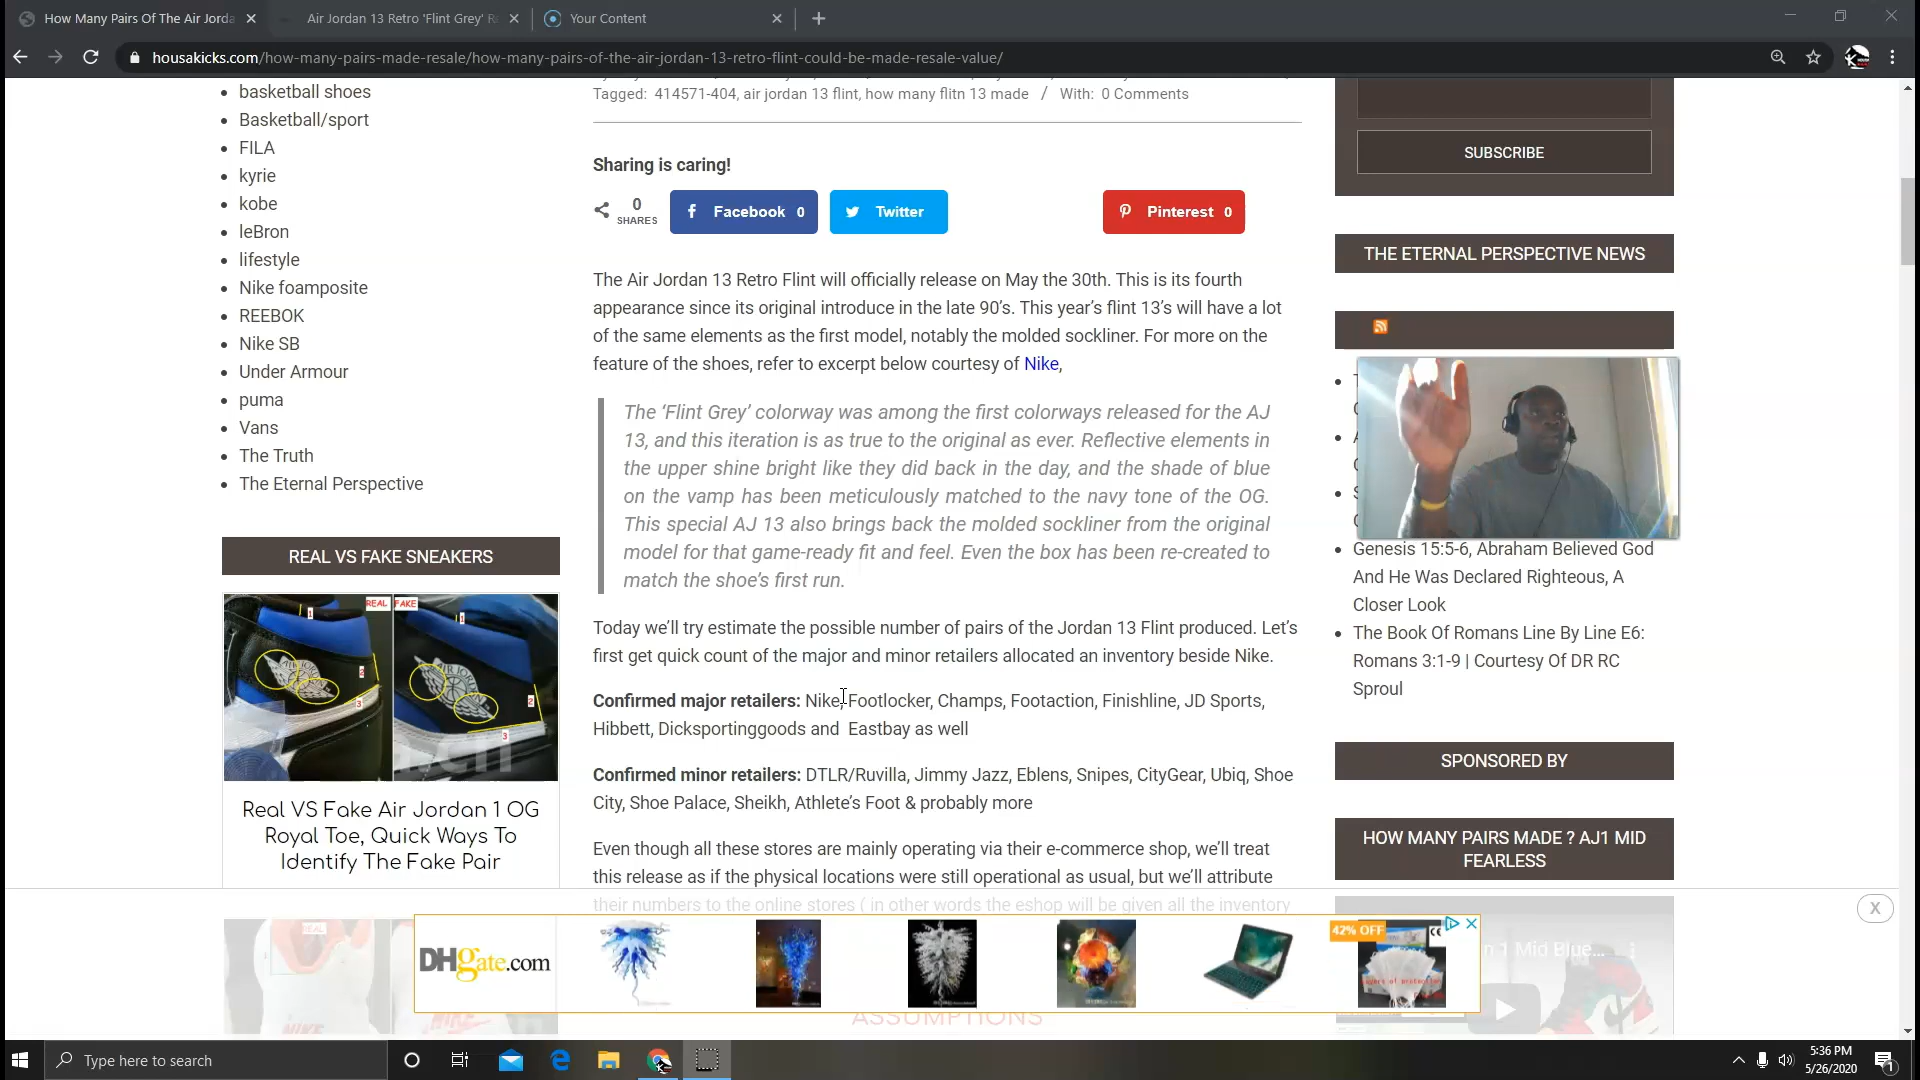 How Many Pairs Of The Air Jorda
Air Jordan 13 Retro 'Flint Grey' R
Your Content
housakicks.com/how-many-pairs-made-resale/how-many-pairs-of-the-air-jordan-13-retro-flint-could-be-made-resale-value/
basketball shoes
Basketball/sport
FILA
kyrie
kobe
leBron
lifestyle
Nike foamposite
REEBOK
Nike SB
Under Armour
puma
Vans
The Truth
The Eternal Perspective
REAL VS FAKE SNEAKERS
REAL FAKE
1 1
2 2
3 3
Real VS Fake Air Jordan 1 OG
Royal Toe, Quick Ways To
Identify The Fake Pair
REAL
NIKE NIKE
Tagged: 414571-404, air jordan 13 flint, how many flitn 13 made / With: 0 Comments
Sharing is caring!
0
SHARES
Facebook 0
Twitter
Pinterest 0
The Air Jordan 13 Retro Flint will officially release on May the 30th. This is its fourth
appearance since its original introduce in the late 90's. This year's flint 13's will have a lot
of the same elements as the first model, notably the molded sockliner. For more on the
feature of the shoes, refer to excerpt below courtesy of Nike,
The ‘Flint Grey’ colorway was among the first colorways released for the AJ
13, and this iteration is as true to the original as ever. Reflective elements in
the upper shine bright like they did back in the day, and the shade of blue
on the vamp has been meticulously matched to the navy tone of the OG.
This special AJ 13 also brings back the molded sockliner from the original
model for that game-ready fit and feel. Even the box has been re-created to
match the shoe’s first run.
Today we’ll try estimate the possible number of pairs of the Jordan 13 Flint produced. Let’s
first get quick count of the major and minor retailers allocated an inventory beside Nike.
Confirmed major retailers: Nike, Footlocker, Champs, Footaction, Finishline, JD Sports,
Hibbett, Dicksportinggoods and Eastbay as well
Confirmed minor retailers: DTLR/Ruvilla, Jimmy Jazz, Eblens, Snipes, CityGear, Ubiq, Shoe
City, Shoe Palace, Sheikh, Athlete’s Foot & probably more
Even though all these stores are mainly operating via their e-commerce shop, we’ll treat
this release as if the physical locations were still operational as usual, but we’ll attribute
their numbers to the online stores ( in other words the eshop will be given all the inventory
ASSUMPTIONS
SUBSCRIBE
THE ETERNAL PERSPECTIVE NEWS
Genesis 15:5-6, Abraham Believed God
And He Was Declared Righteous, A
Closer Look
The Book Of Romans Line By Line E6:
Romans 3:1-9 | Courtesy Of DR RC
Sproul
SPONSORED BY
HOW MANY PAIRS MADE ? AJ1 MID
FEARLESS
n 1 Mid Blue...
X
DHgate.com
42% OFF
CE
Type here to search
5:36 PM
5/26/2020
1